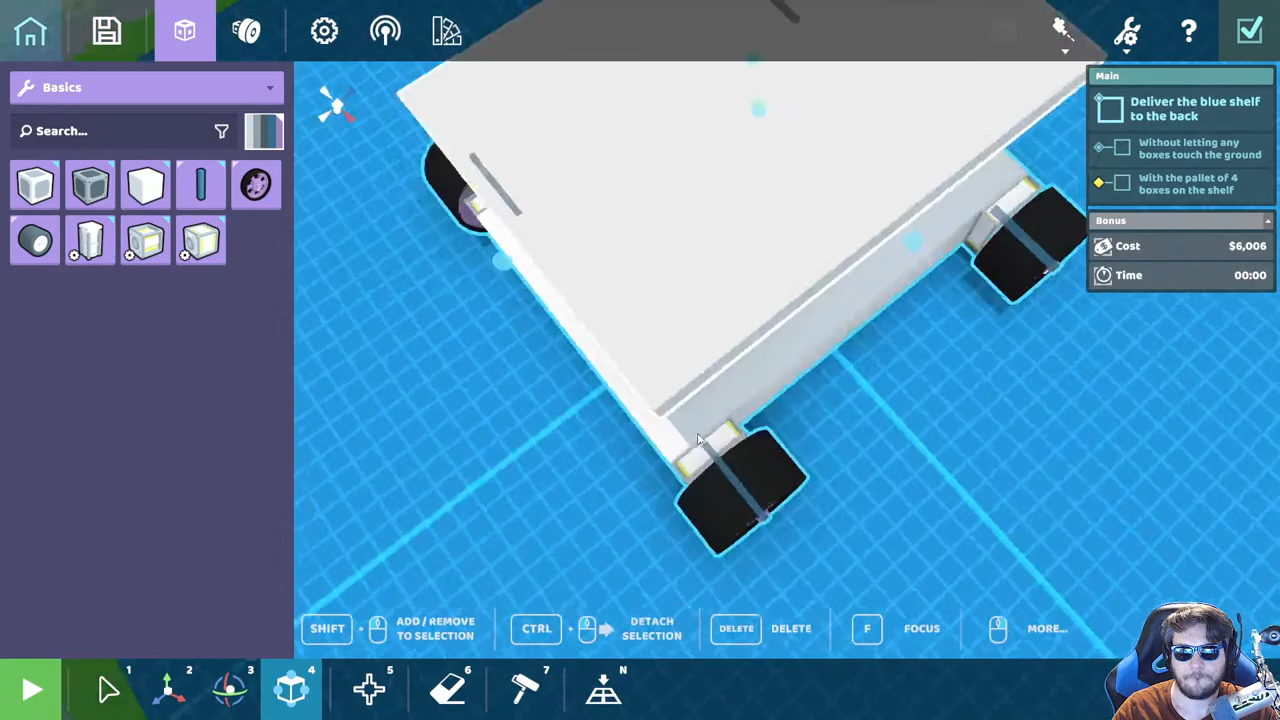 Basics
Search...
Main
Deliver the blue shelf
to the back
Without letting any
boxes touch the ground
With the pallet of 4
boxes on the shelf
Bonus
Cost $6,006
Time 00:00
SHIFT + ADD / REMOVE
TO SELECTION
CTRL + DETACH
SELECTION
DELETE DELETE
F FOCUS
MORE...
1 2 3 4 5 6 7 N